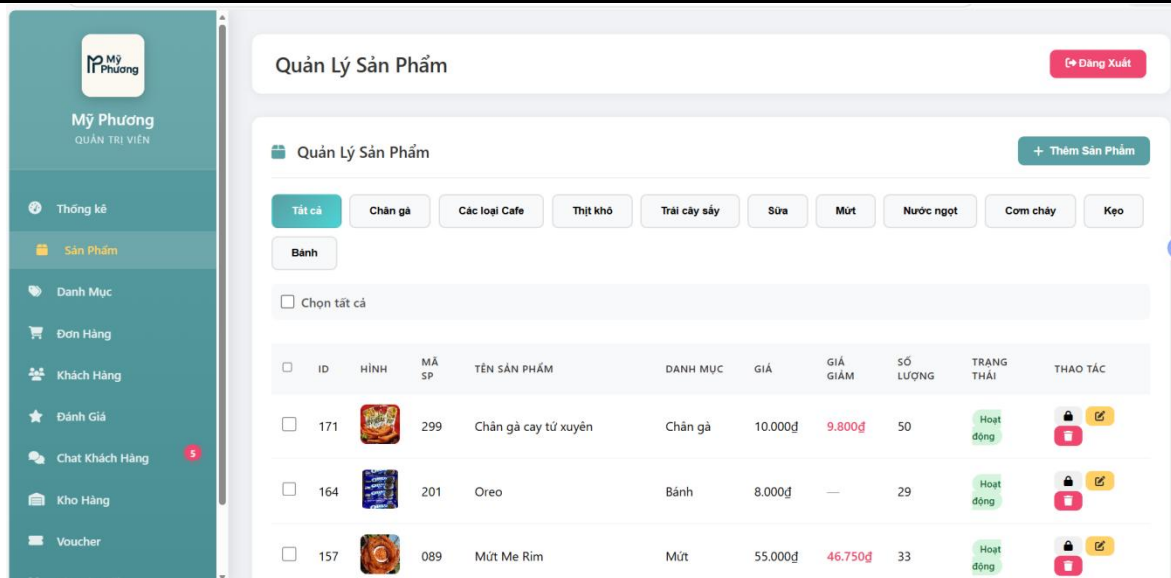 Mỹ
Phương
Mỹ Phương
QUẢN TRỊ VIÊN
Thống kê
Sản Phẩm
Danh Mục
Đơn Hàng
Khách Hàng
Đánh Giá
Chat Khách Hàng 5
Kho Hàng
Voucher
Quản Lý Sản Phẩm
Đăng Xuất
Quản Lý Sản Phẩm
+ Thêm Sản Phẩm
Tất cả Chân gà Các loại Cafe Thịt khô Trái cây sấy Sữa Mứt Nước ngọt Cơm cháy Kẹo
Bánh
Chọn tất cả
ID HÌNH MÃ SP TÊN SẢN PHẨM DANH MỤC GIÁ GIÁ GIẢM SỐ LƯỢNG TRẠNG THÁI THAO TÁC
171 299 Chân gà cay tứ xuyên Chân gà 10.000₫ 9.800₫ 50 Hoạt động
164 201 Oreo Bánh 8.000₫ — 29 Hoạt động
157 089 Mứt Me Rim Mứt 55.000₫ 46.750₫ 33 Hoạt động